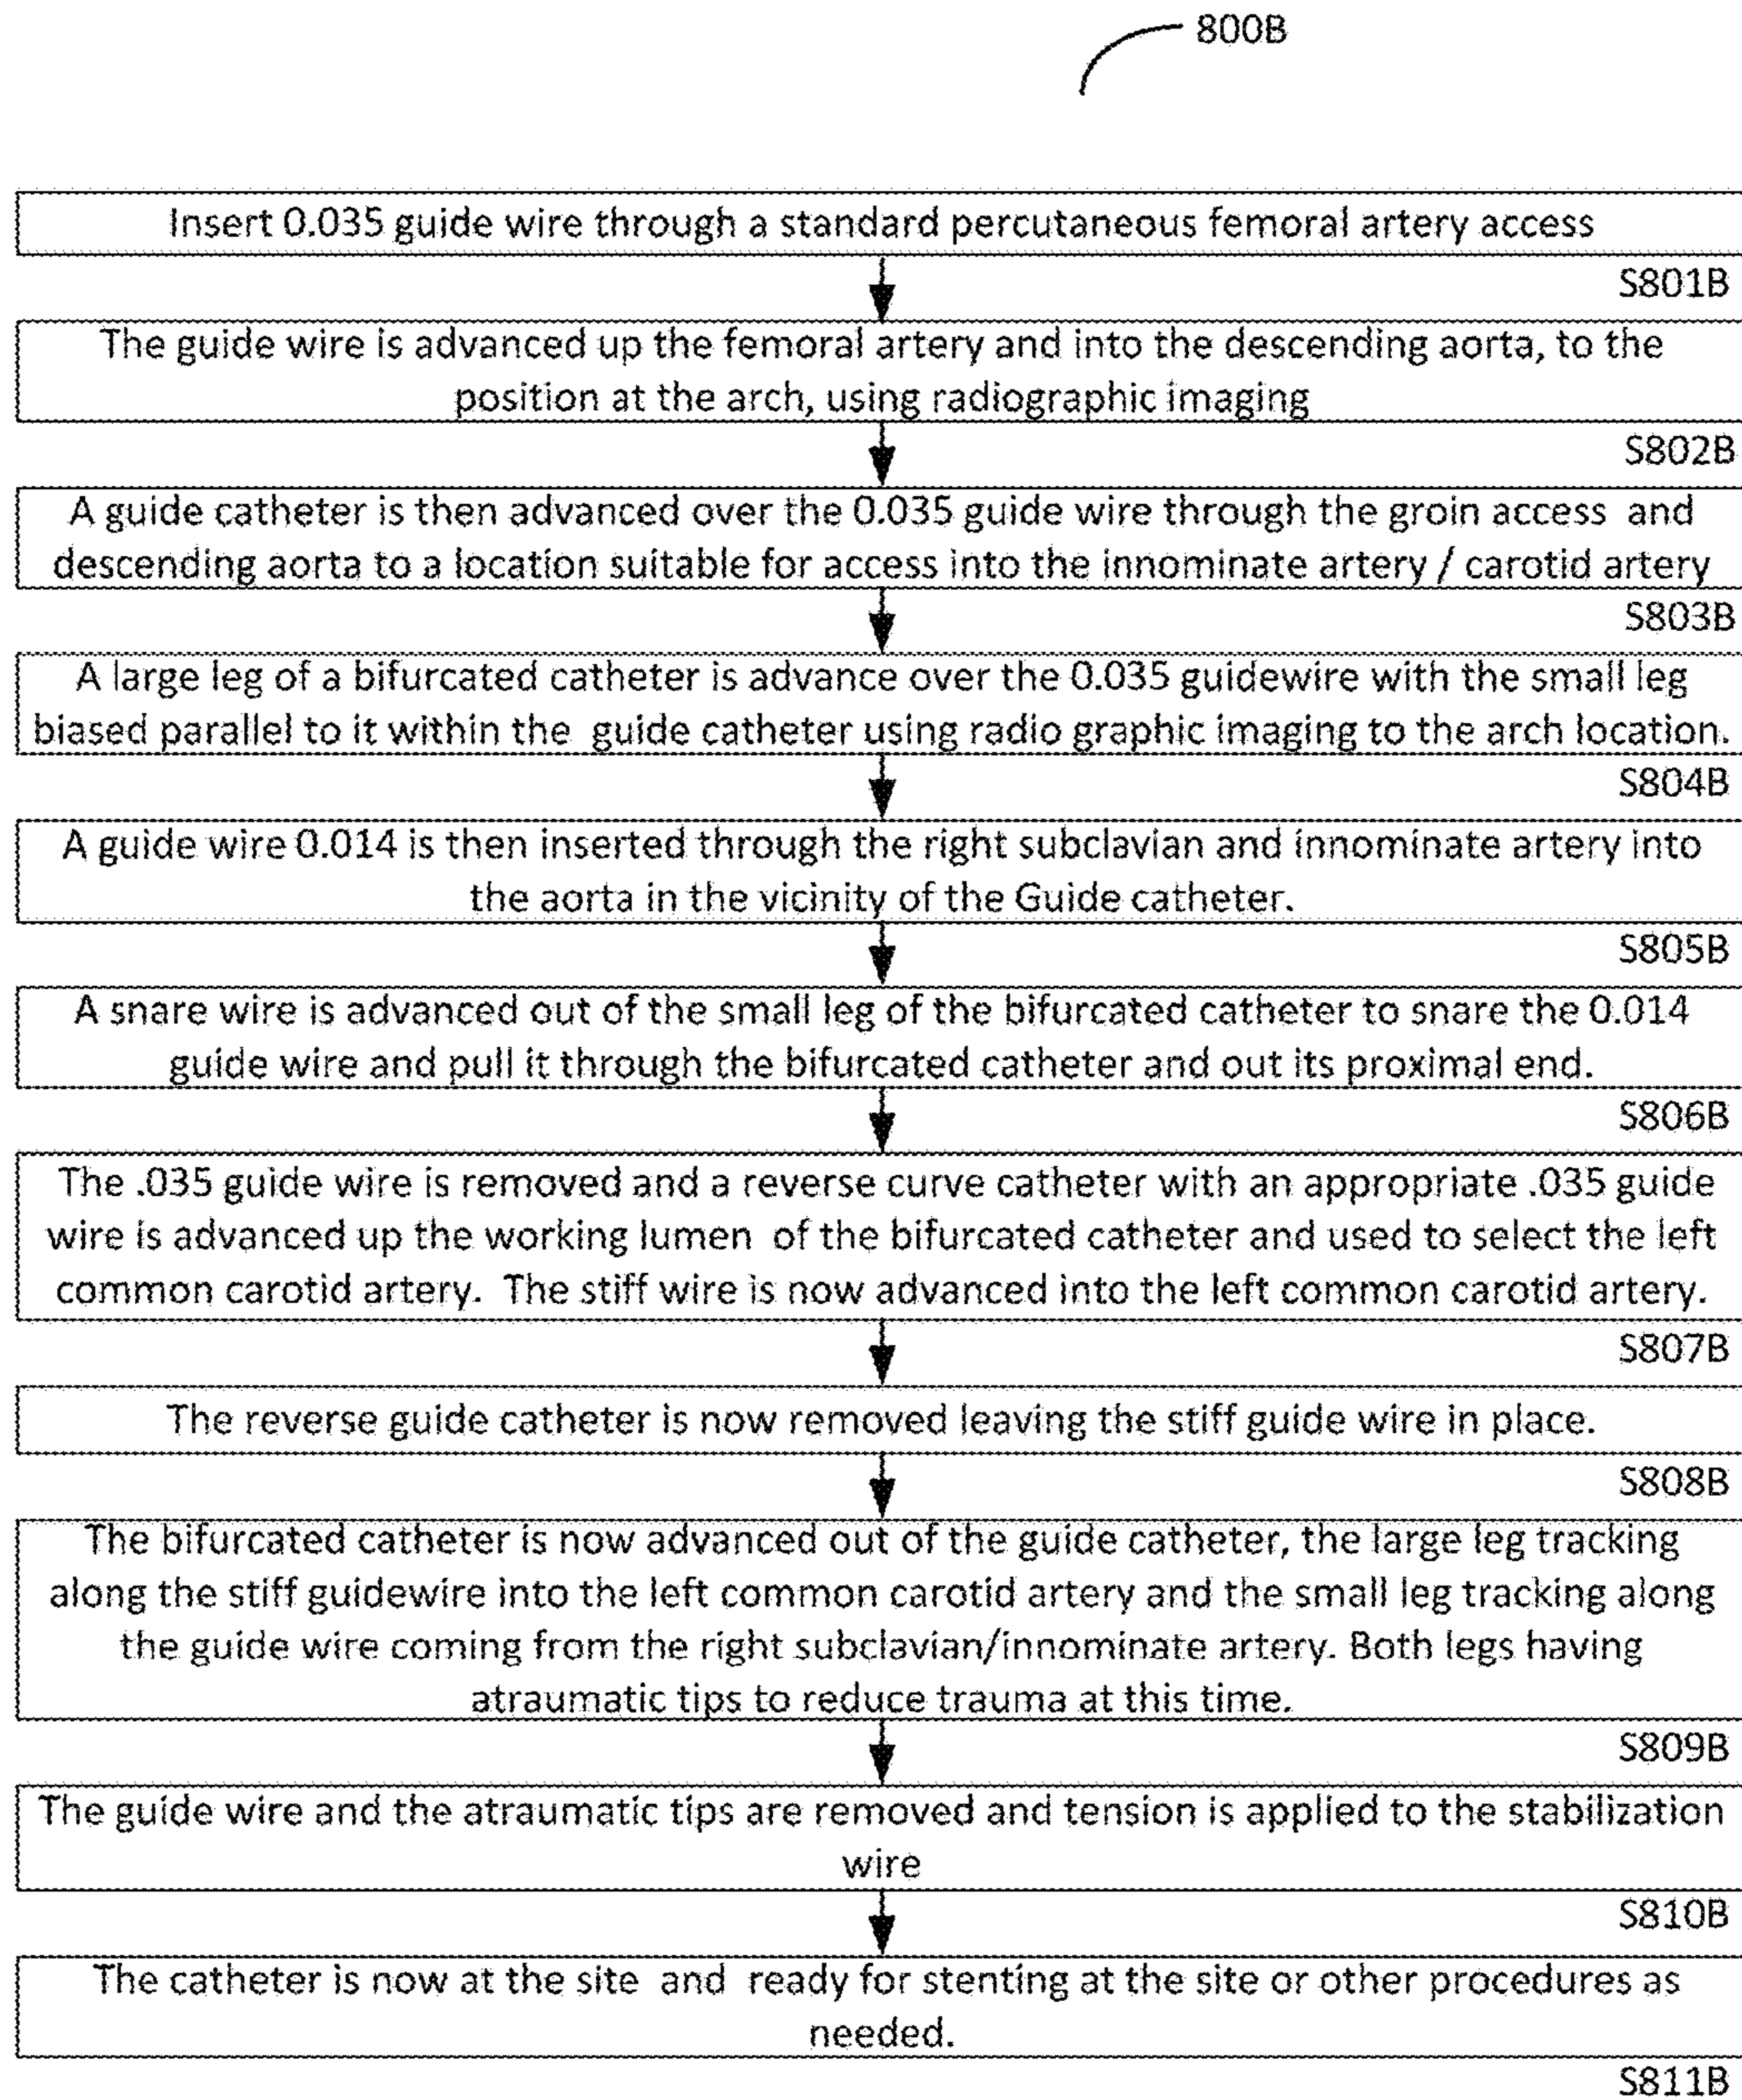 800B
Insert 0.035 guide wire through a standard percutaneous femoral artery access
S801B
The guide wire is advanced up the femoral artery and into the descending aorta, to the
position at the arch, using radiographic imaging
S802B
A guide catheter is then advanced over the 0.035 guide wire through the groin access and
descending aorta to a location suitable for access into the innominate artery / carotid artery
S803B
A large leg of a bifurcated catheter is advance over the 0.035 guidewire with the small leg
biased parallel to it within the guide catheter using radio graphic imaging to the arch location.
S804B
A guide wire 0.014 is then inserted through the right subclavian and innominate artery into
the aorta in the vicinity of the Guide catheter.
S805B
A snare wire is advanced out of the small leg of the bifurcated catheter to snare the 0.014
guide wire and pull it through the bifurcated catheter and out its proximal end.
S806B
The .035 guide wire is removed and a reverse curve catheter with an appropriate .035 guide
wire is advanced up the working lumen of the bifurcated catheter and used to select the left
common carotid artery. The stiff wire is now advanced into the left common carotid artery.
S807B
The reverse guide catheter is now removed leaving the stiff guide wire in place.
S808B
The bifurcated catheter is now advanced out of the guide catheter, the large leg tracking
along the stiff guidewire into the left common carotid artery and the small leg tracking along
the guide wire coming from the right subclavian/innominate artery. Both legs having
atraumatic tips to reduce trauma at this time.
S809B
The guide wire and the atraumatic tips are removed and tension is applied to the stabilization
wire
S810B
The catheter is now at the site and ready for stenting at the site or other procedures as
needed.
S811B